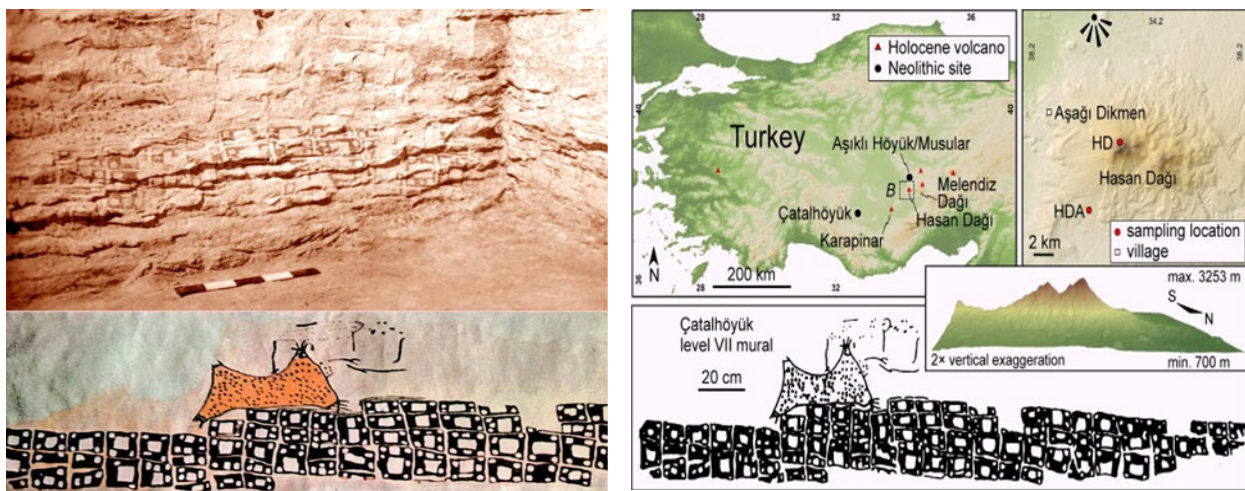 28
32
36
Holocene volcano
Neolithic site
40
40
Turkey
Aşıklı Höyük/Musular
B
Melendiz
Dağı
Hasan Dağı
Çatalhöyük
Karapinar
N
200 km
36
32
34.2
38.2
38.2
Aşağı Dikmen
HD
Hasan Dağı
HDA
sampling location
village
2 km
max. 3253 m
S
N
2× vertical exaggeration
min. 700 m
Çatalhöyük
level VII mural
20 cm